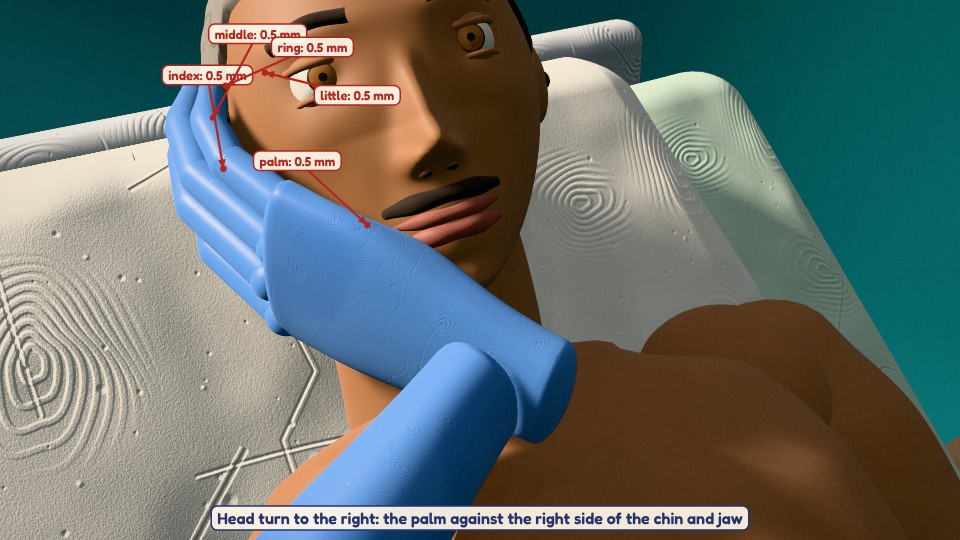 middle: 0.5 mm
ring: 0.5 mm
index: 0.5 mm
little: 0.5 mm
palm: 0.5 mm
Head turn to the right: the palm against the right side of the chin and jaw